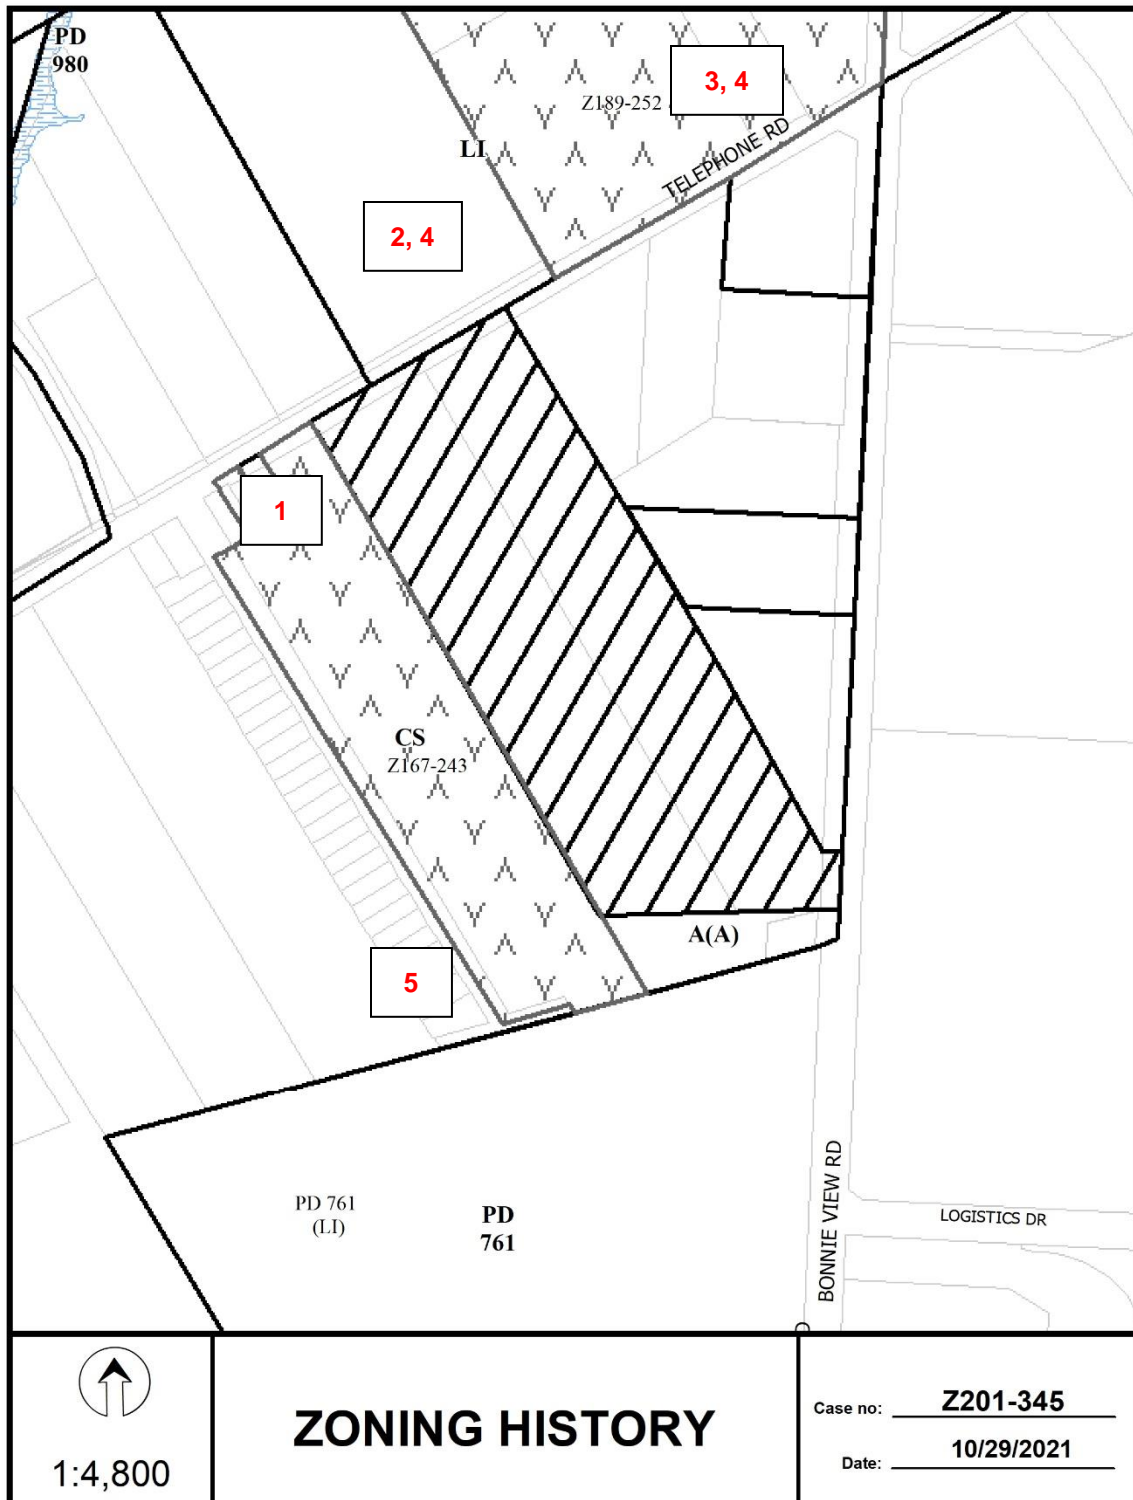 PD
980
3, 4
Z189-252
LI
TELEPHONE RD
2, 4
1
CS
Z167-243
A(A)
5
BONNIE VIEW RD
PD 761
(LI)
PD
761
LOGISTICS DR
1:4,800
ZONING HISTORY
Case no: Z201-345
Date: 10/29/2021